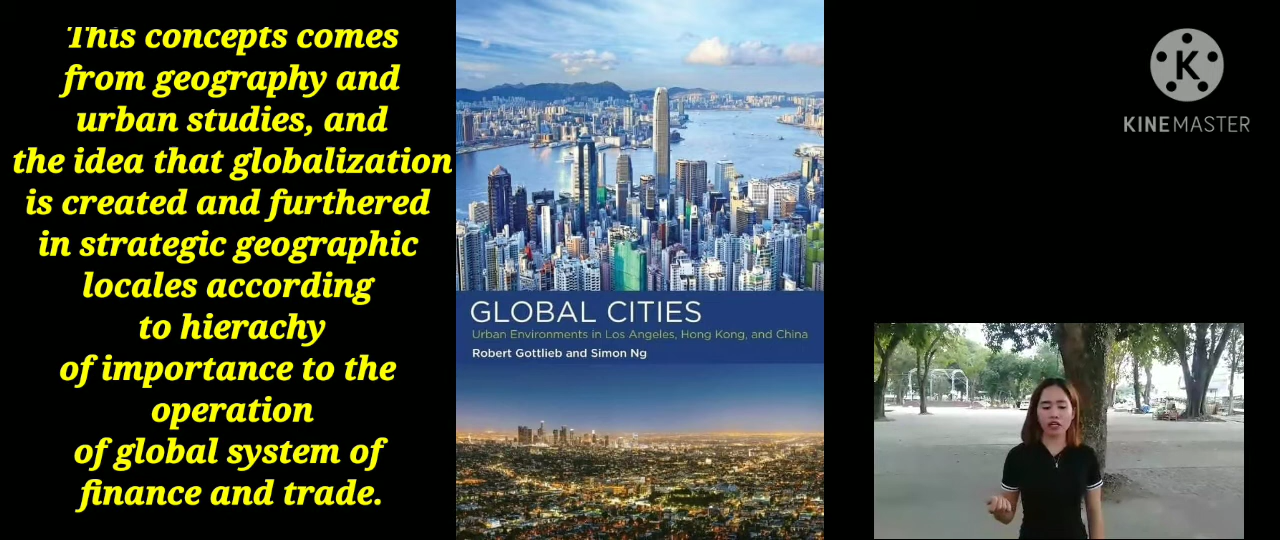 This concepts comes
from geography and
urban studies, and
the idea that globalization
is created and furthered
in strategic geographic
locales according
to hierachy
of importance to the
operation
of global system of
finance and trade.
GLOBAL CITIES
Urban Environments in Los Angeles, Hong Kong, and China
Robert Gottlieb and Simon Ng
K
KINEMASTER